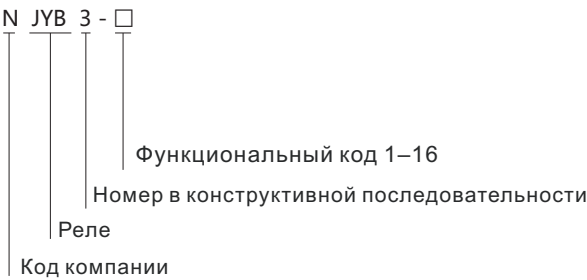 N JYB 3 - □
Функциональный код 1–16
Номер в конструктивной последовательности
Реле
Код компании